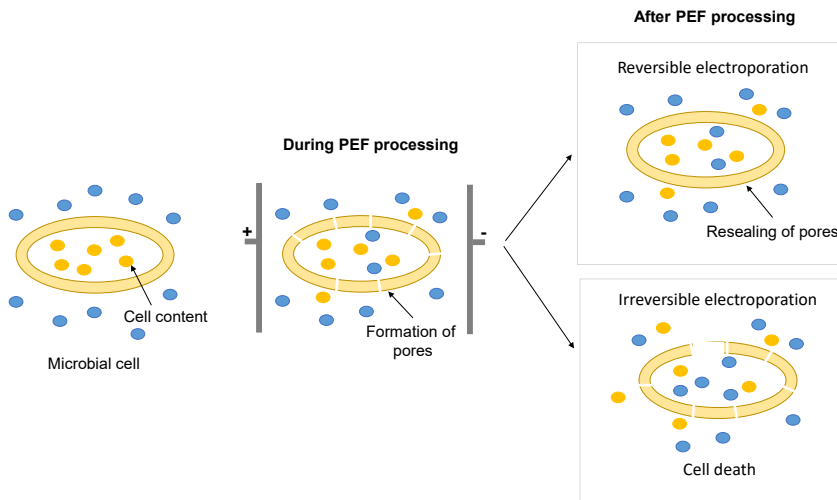 After PEF processing
Reversible electroporation
During PEF processing
+
-
Resealing of pores
Cell content
Formation of
pores
Microbial cell
Irreversible electroporation
Cell death